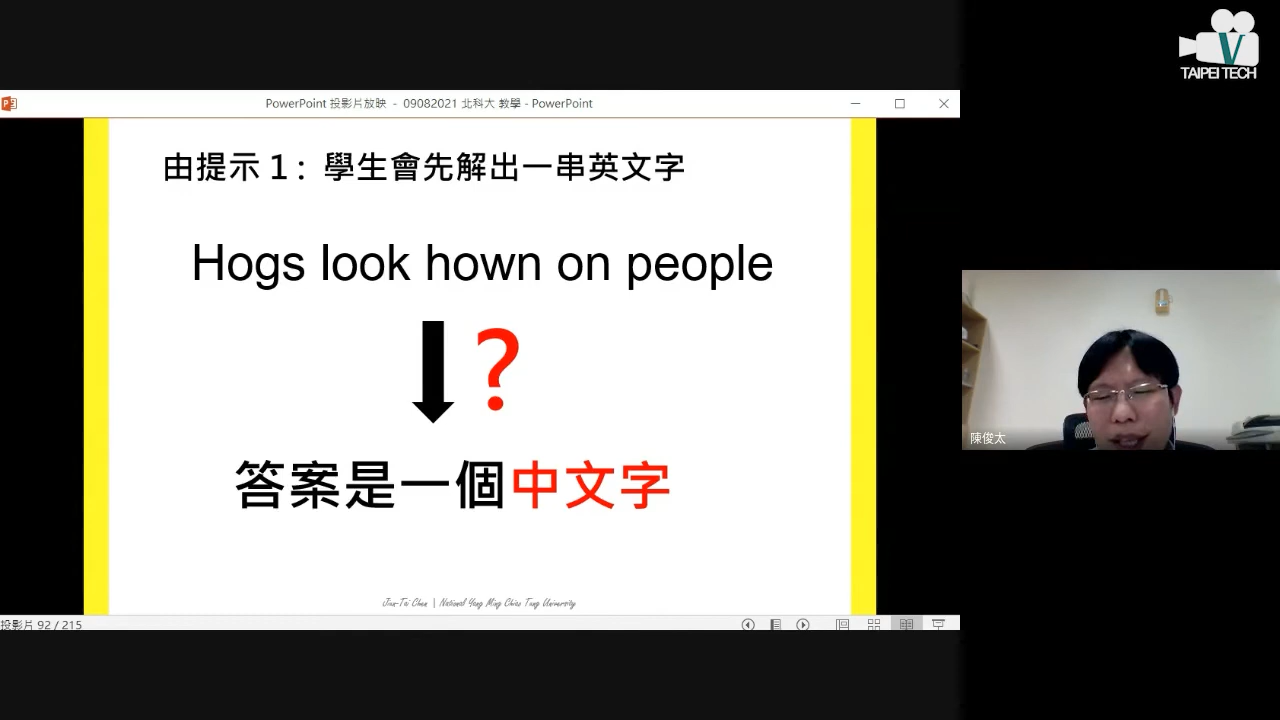 TAIPEI TECH
PowerPoint 投影片放映 - 09082021 北科大 教學 - PowerPoint
由提示 1：學生會先解出一串英文字
Hogs look hown on people
?
答案是一個中文字
陳俊太
Jiun-Tai Chen | National Yang Ming Chiao Tung University
投影片 92 / 215